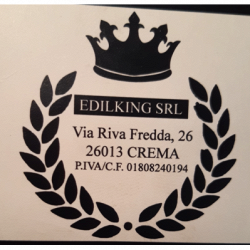 EDILKING SRL
Via Riva Fredda, 26
26013 CREMA
P.IVA/C.F. 01808240194